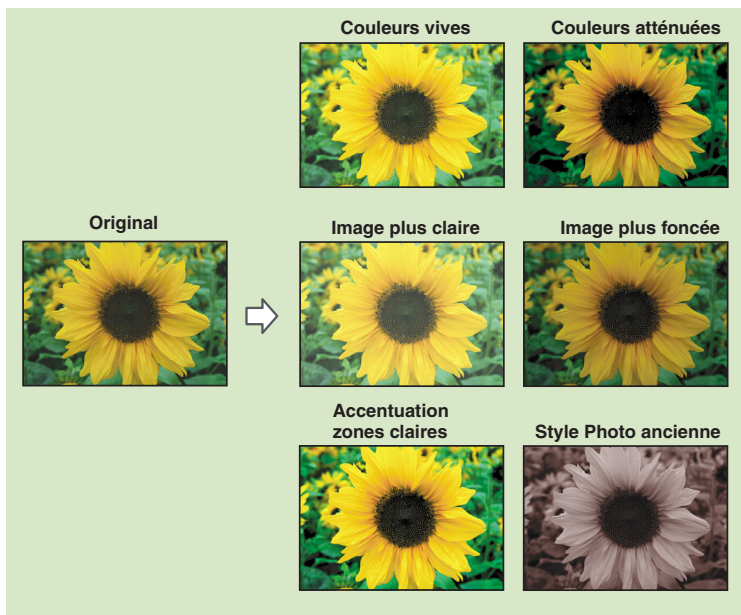 Couleurs vives
Couleurs atténuées
Original
Image plus claire
Image plus foncée
Accentuation
zones claires
Style Photo ancienne